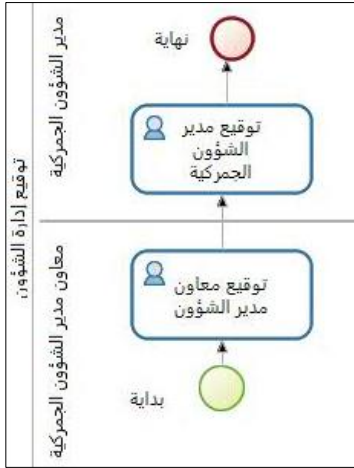 توقيع إدارة الشؤون
مدير الشؤون الجمركية
نهاية
توقيع مدير
الشؤون
الجمركية
معاون مدير الشؤون الجمركية
توقيع معاون
مدير الشؤون
بداية